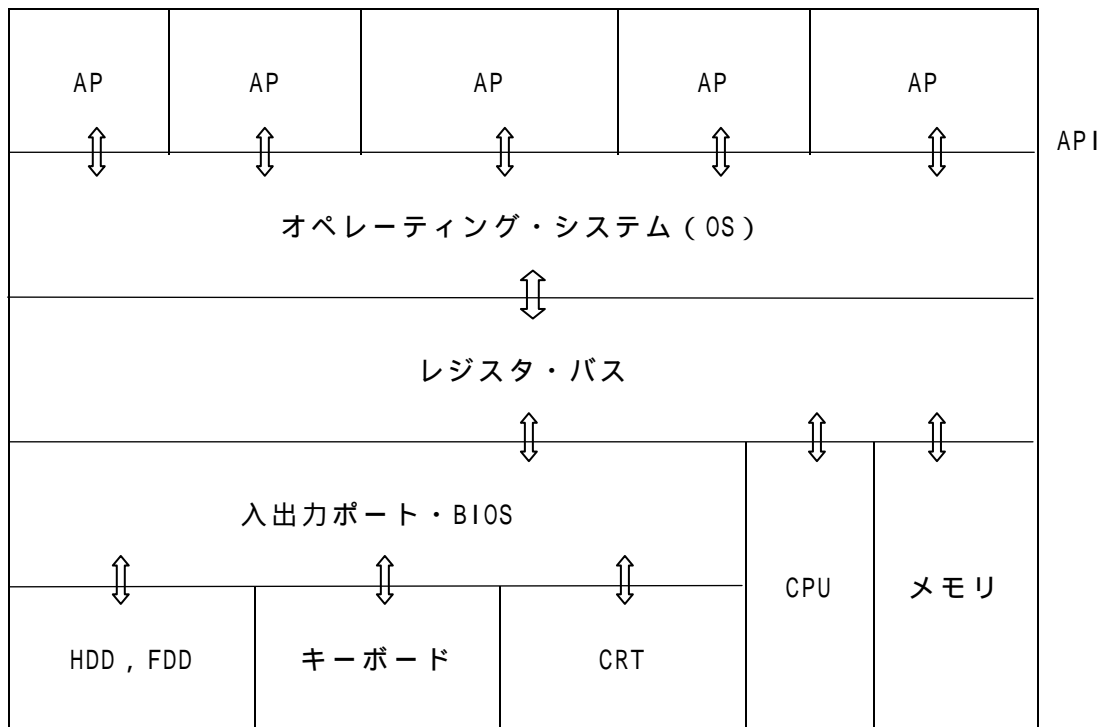 AP
AP
AP
AP
AP
API
オペレーティング・システム(OS)
レジスタ・バス
入出力ポート・BIOS
CPU
メモリ
HDD,FDD
キーボード
CRT